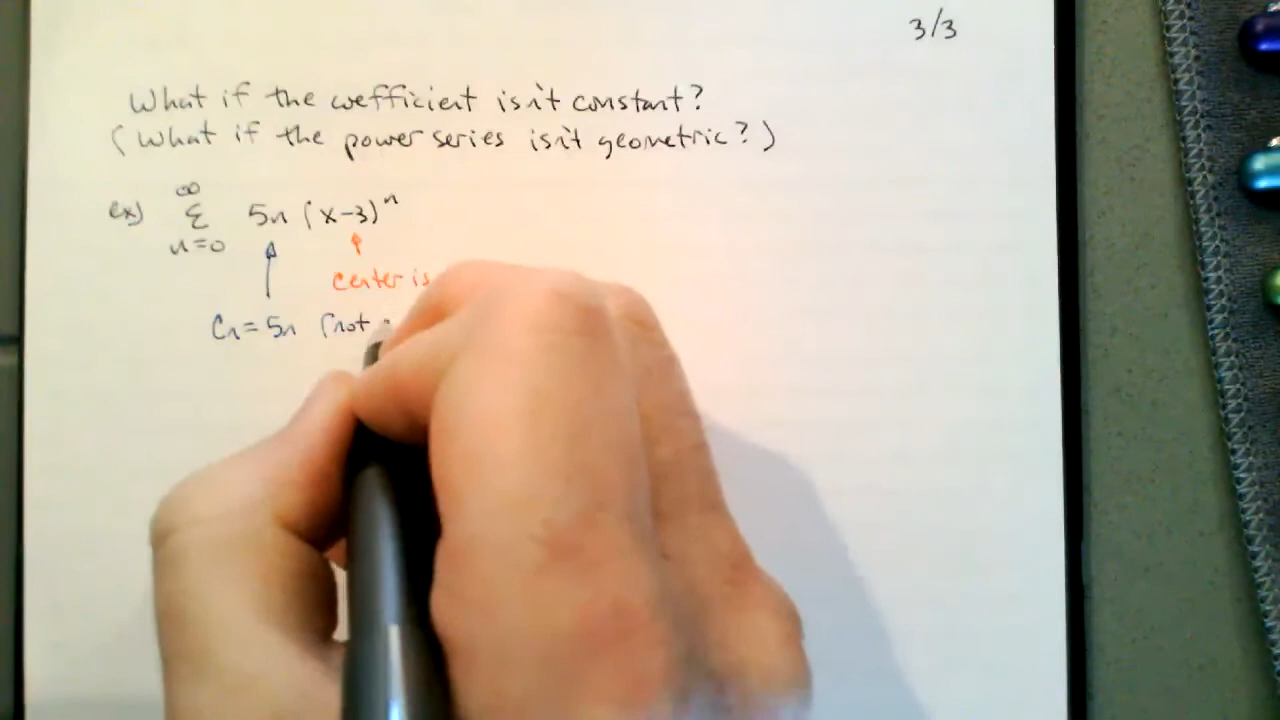 3/3
What if the coefficient isn't constant?
(What if the power series isn't geometric?)
ex) ∞ Σ n=0 5n (x-3)^n
center is
Cn = 5n (not